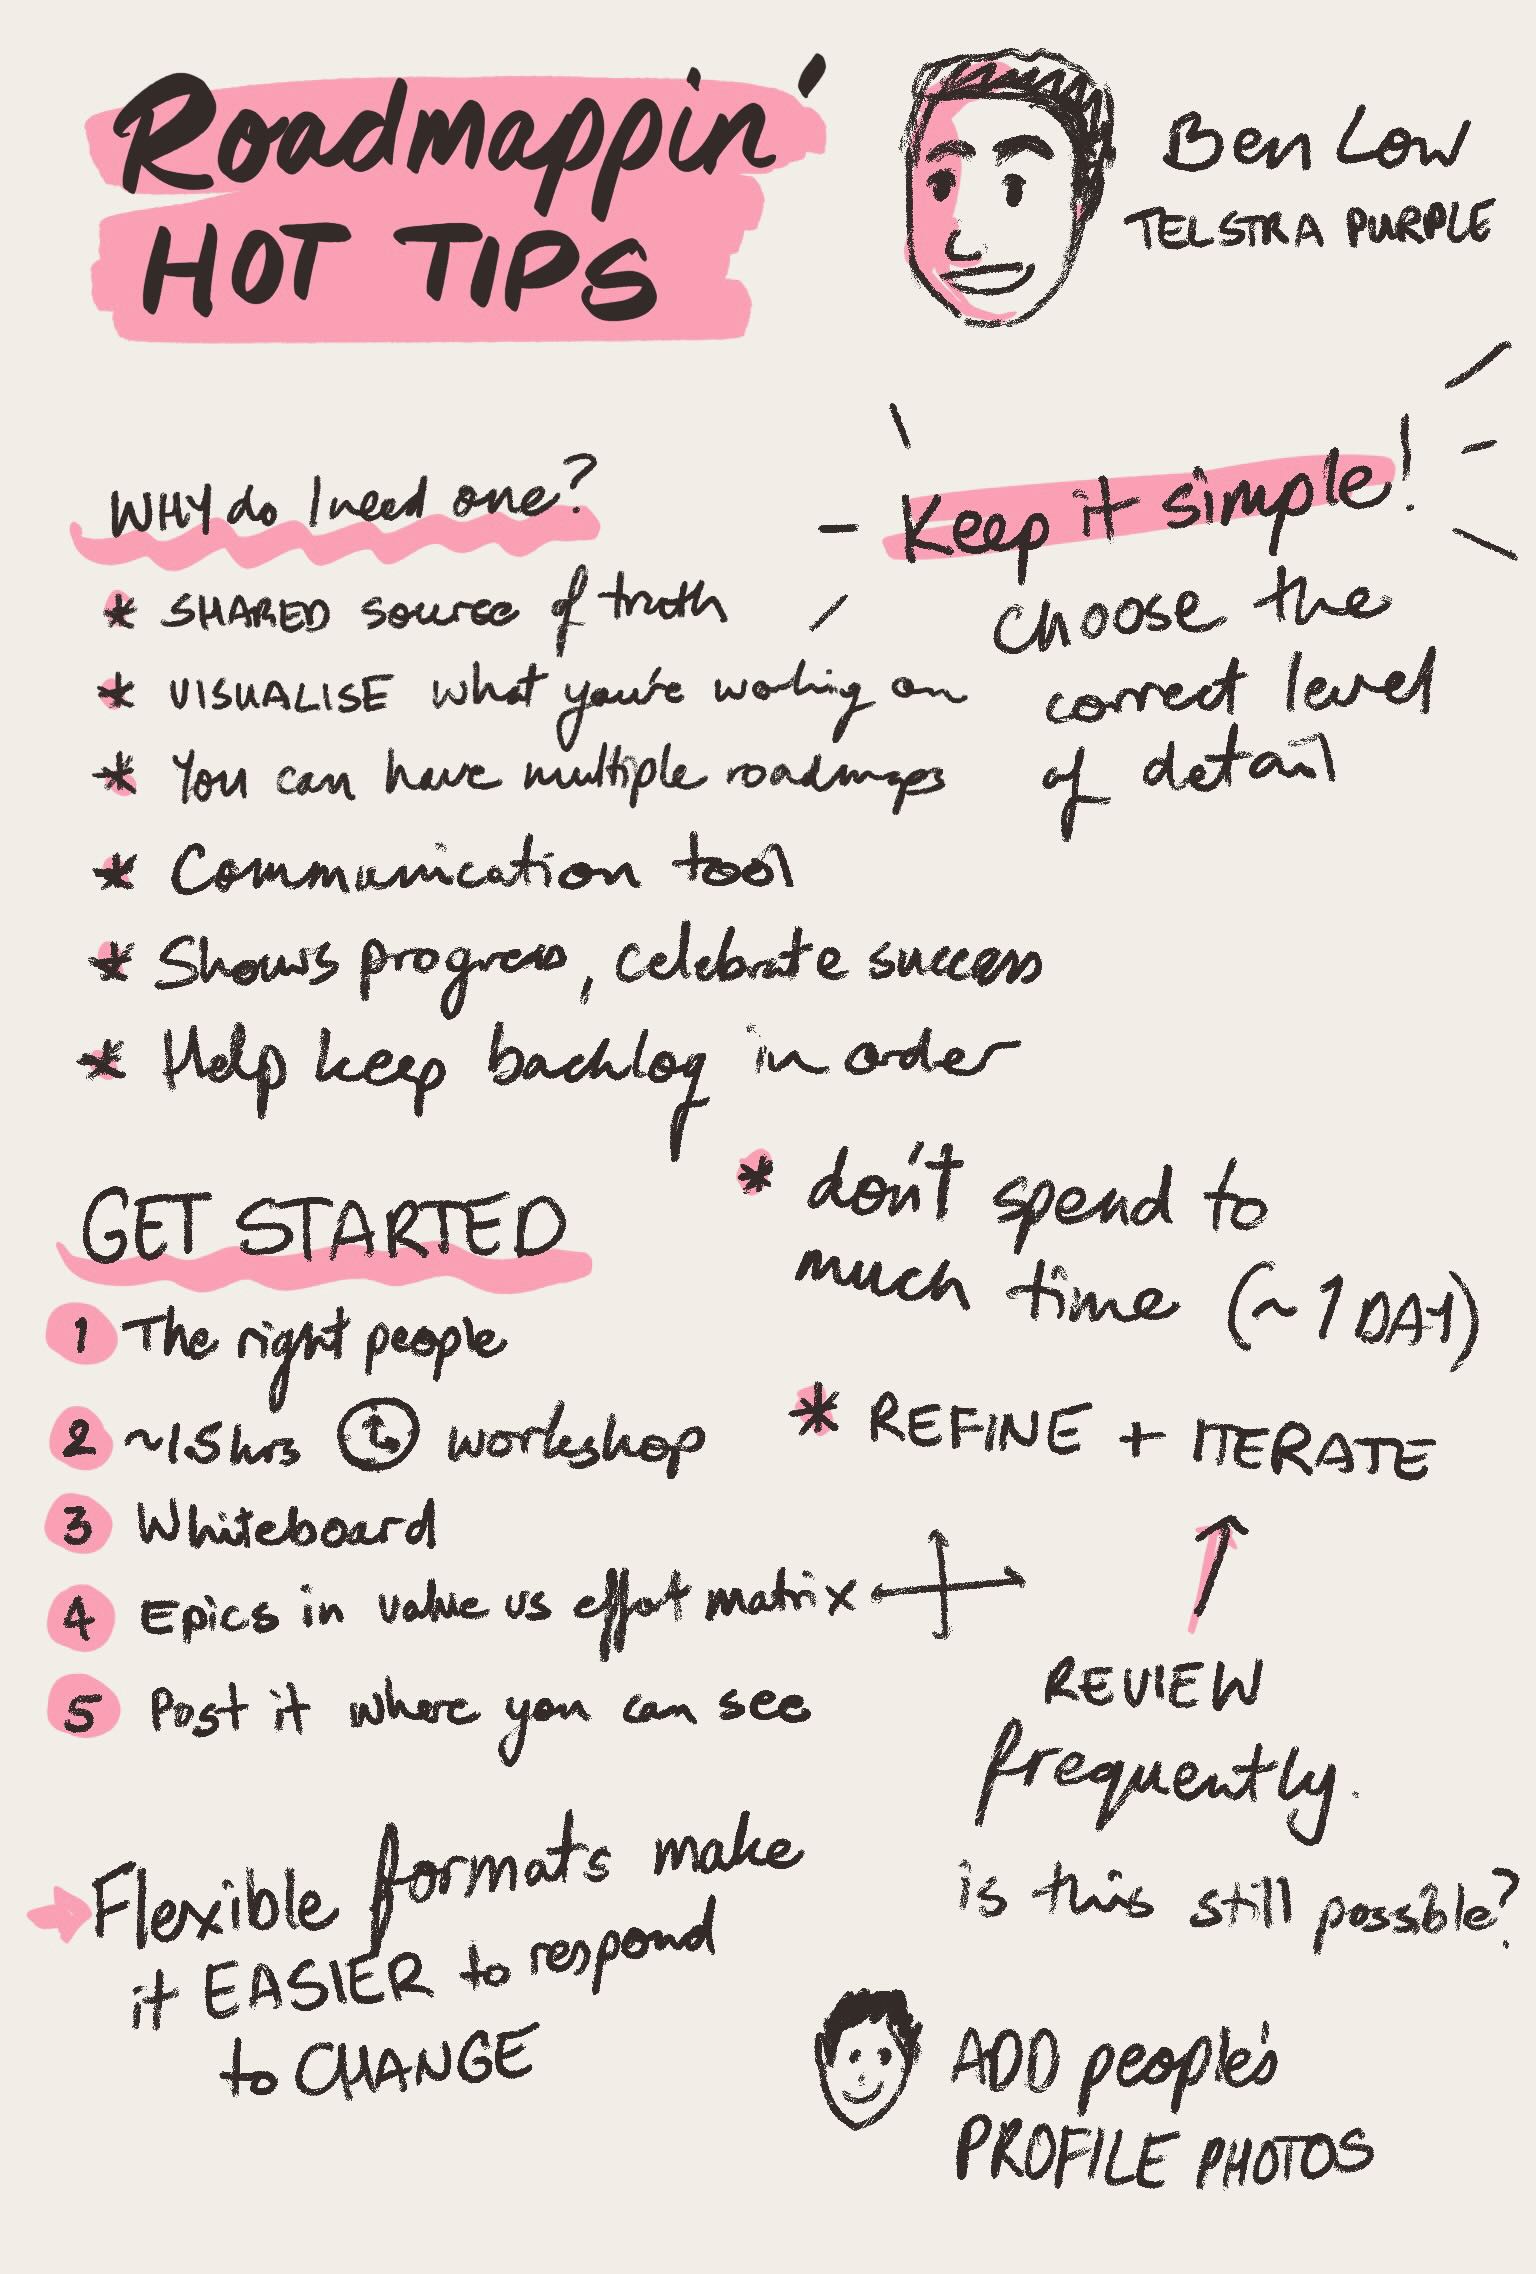 Roadmappin'
HOT TIPS
Ben Low
TELSTRA PURPLE
WHY do I need one?
* SHARED source of truth
* VISUALISE what you're working on
* You can have multiple roadmaps
* Communication tool
* Shows progress, celebrate success
* Help keep backlog in order
Keep it simple!
choose the
correct level
of detail
GET STARTED
1 The right people
2 ~1.5hrs workshop
3 Whiteboard
4 Epics in value vs effort matrix
5 Post it where you can see
* don't spend to
much time (~1 DAY)
* REFINE + ITERATE
REVIEW
frequently.
is this still possible?
Flexible formats make
it EASIER to respond
to CHANGE
ADD people's
PROFILE PHOTOS